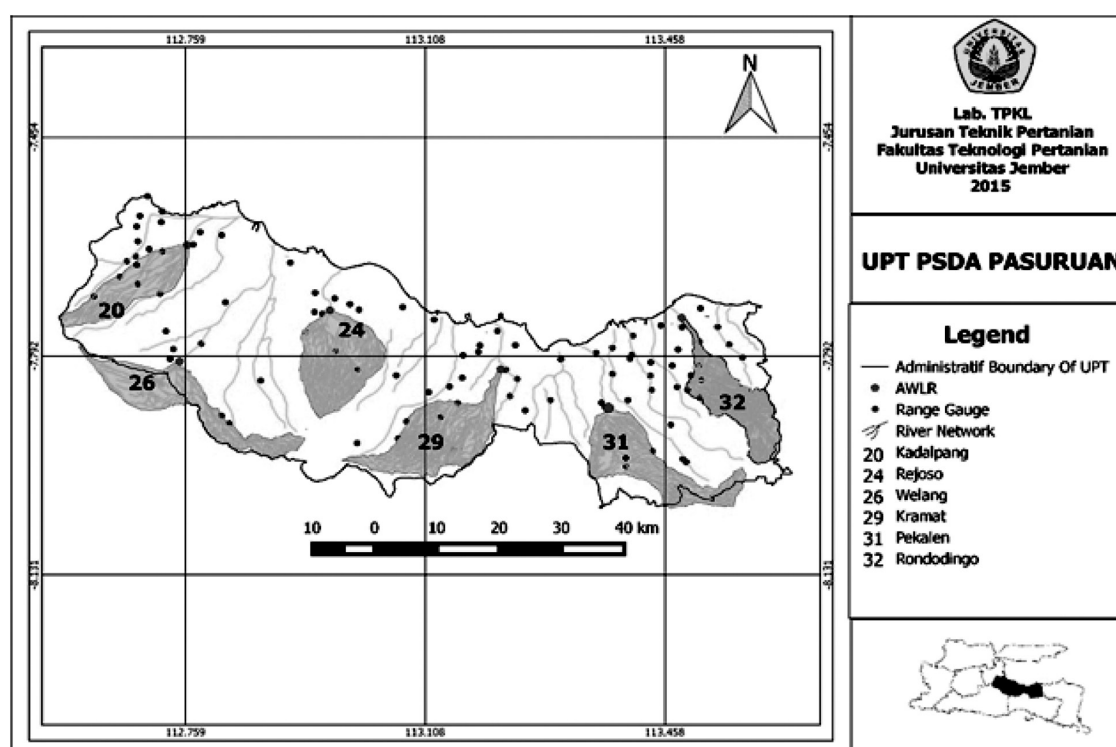 112.759 113.108 113.458
-7.454 -7.454
N
20
24
-7.792 -7.792
26
32
29
31
10 0 10 20 30 40 km
-8.131 -8.131
112.759 113.108 113.458
UNIVERSITAS
JEMBER
Lab. TPKL
Jurusan Teknik Pertanian
Fakultas Teknologi Pertanian
Universitas Jember
2015
UPT PSDA PASURUAN
Legend
Administratif Boundary Of UPT
AWLR
Range Gauge
River Network
20 Kadalpang
24 Rejoso
26 Welang
29 Kramat
31 Pekalen
32 Rondodingo